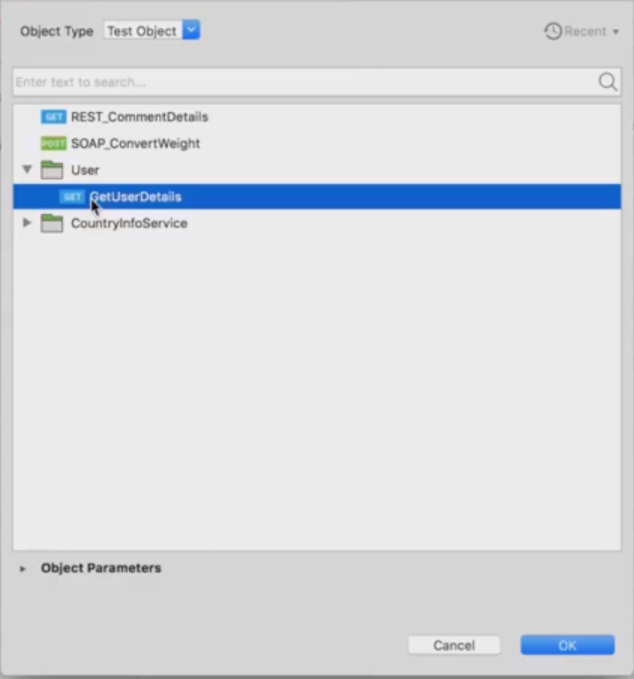 Object Type Test Object Recent
Enter text to search...
GET REST_CommentDetails
POST SOAP_ConvertWeight
User
GET GetUserDetails
CountryInfoService
Object Parameters
Cancel OK